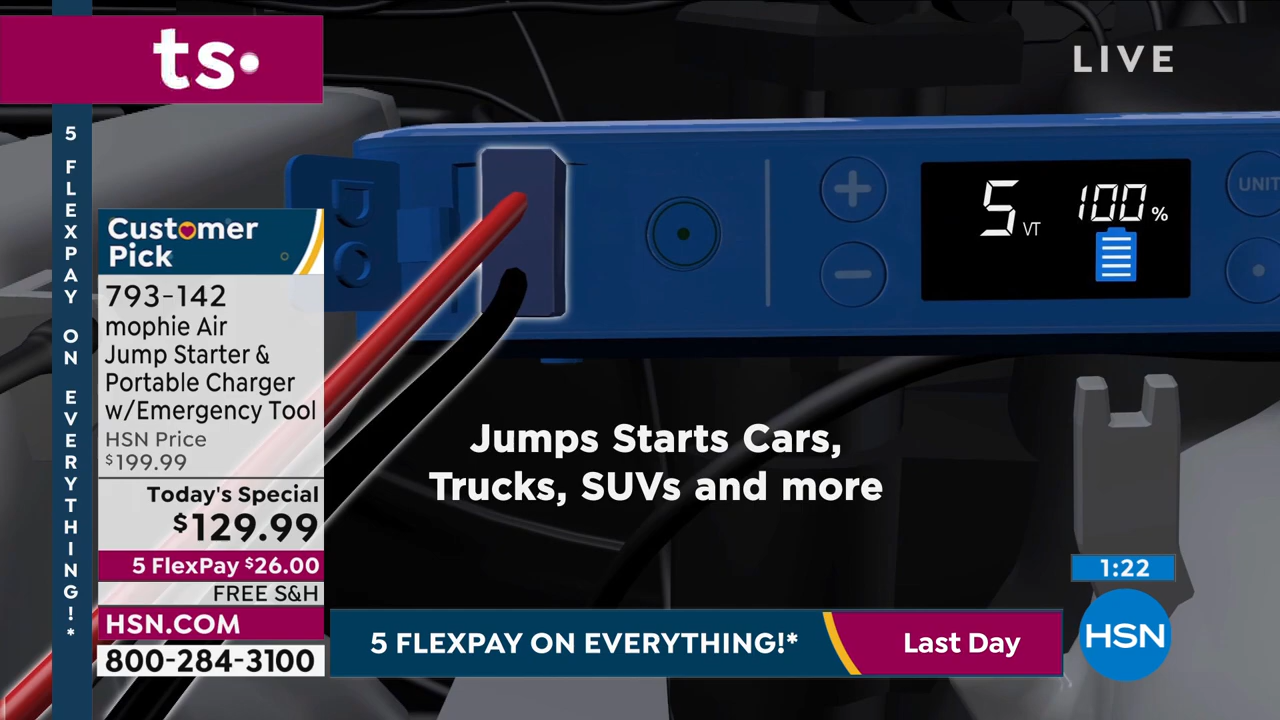 ts.
LIVE
5 FLEXPAY ON EVERYTHING!*
Customer
Pick
793-142
mophie Air
Jump Starter &
Portable Charger
w/Emergency Tool
HSN Price
$199.99
Today's Special
$129.99
5 FlexPay $26.00
FREE S&H
HSN.COM
800-284-3100
5 VT 100 %
UNIT
Jumps Starts Cars,
Trucks, SUVs and more
1:22
HSN
5 FLEXPAY ON EVERYTHING!*
Last Day